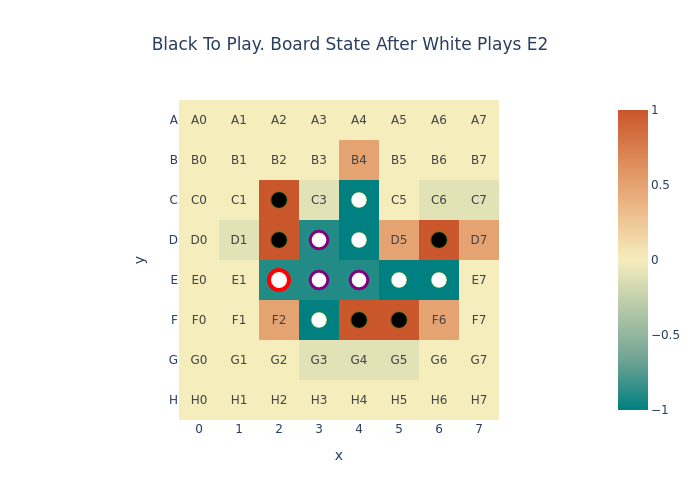 Black To Play. Board State After White Plays E2
A A0 A1 A2 A3 A4 A5 A6 A7
B B0 B1 B2 B3 B4 B5 B6 B7
C C0 C1 C3 C5 C6 C7
D D0 D1 D5 D7
E E0 E1 E7
F F0 F1 F2 F6 F7
G G0 G1 G2 G3 G4 G5 G6 G7
H H0 H1 H2 H3 H4 H5 H6 H7
0 1 2 3 4 5 6 7
x
y
1
0.5
0
−0.5
−1